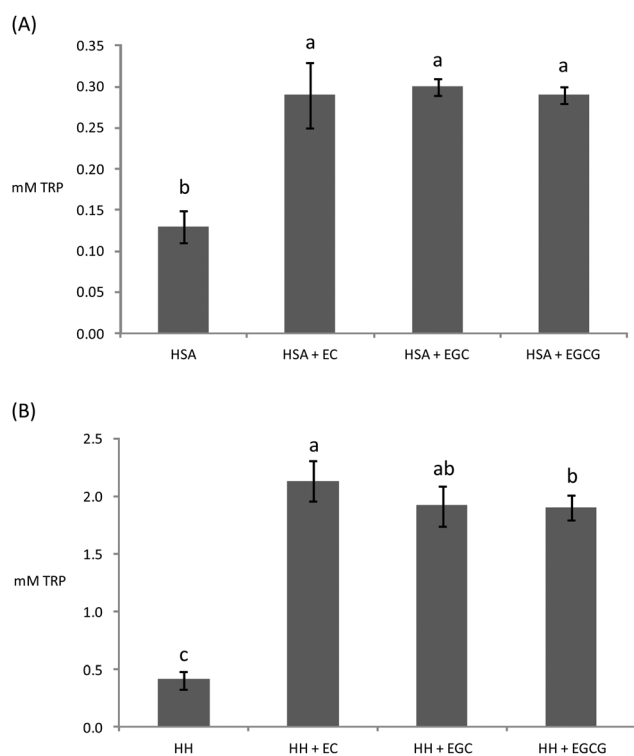 (A)
0.35
0.30
0.25
0.20
mM TRP
0.15
0.10
0.05
0.00
b
a
a
a
HSA
HSA + EC
HSA + EGC
HSA + EGCG
(B)
2.5
2.0
1.5
mM TRP
1.0
0.5
0.0
c
a
ab
b
HH
HH + EC
HH + EGC
HH + EGCG